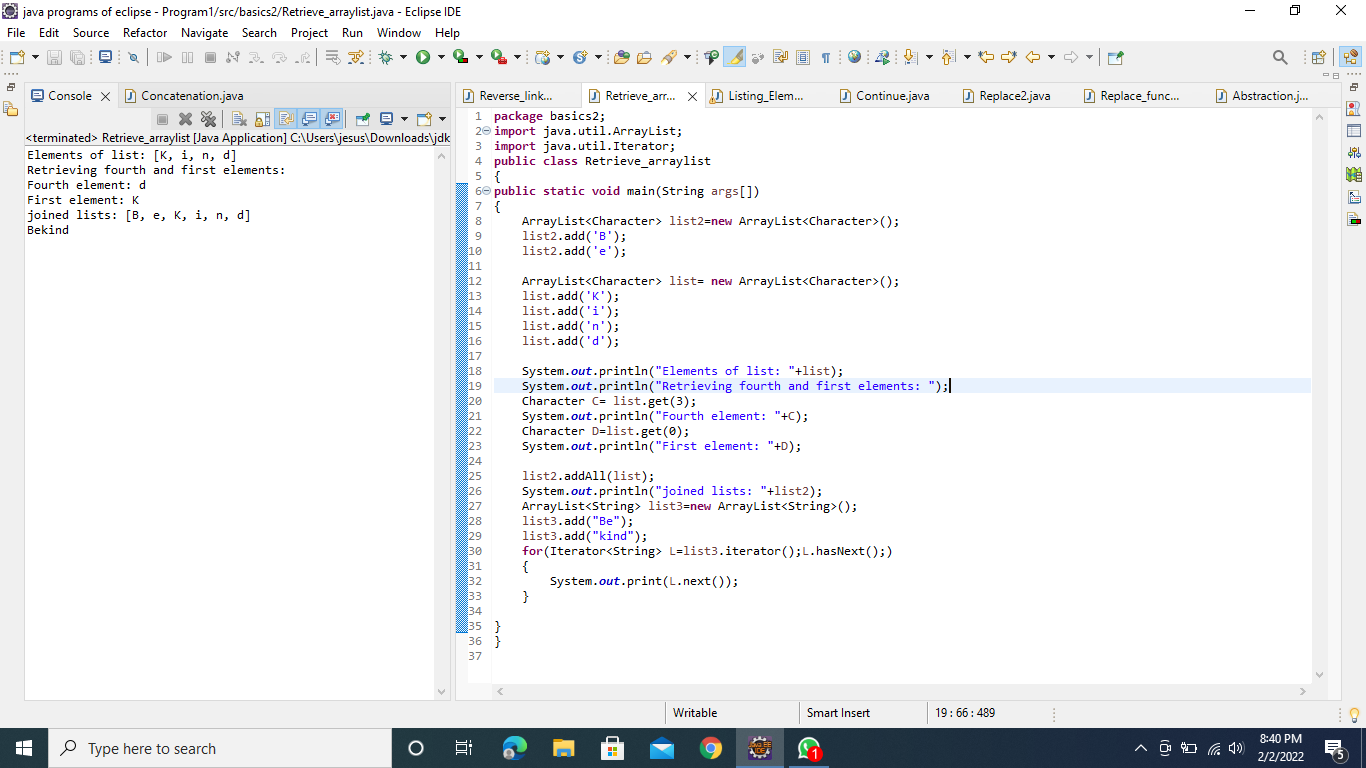 java programs of eclipse - Program1/src/basics2/Retrieve_arraylist.java - Eclipse IDE
File Edit Source Refactor Navigate Search Project Run Window Help
Console Concatenation.java
<terminated> Retrieve_arraylist [Java Application] C:\Users\jesus\Downloads\jdk
Elements of list: [K, i, n, d]
Retrieving fourth and first elements:
Fourth element: d
First element: K
joined lists: [B, e, K, i, n, d]
Bekind
Reverse_link... Retrieve_arr... Listing_Elem... Continue.java Replace2.java Replace_func... Abstraction.j...
1 package basics2;
2 import java.util.ArrayList;
3 import java.util.Iterator;
4 public class Retrieve_arraylist
5 {
6 public static void main(String args[])
7 {
8 ArrayList<Character> list2=new ArrayList<Character>();
9 list2.add('B');
10 list2.add('e');
11
12 ArrayList<Character> list= new ArrayList<Character>();
13 list.add('K');
14 list.add('i');
15 list.add('n');
16 list.add('d');
17
18 System.out.println("Elements of list: "+list);
19 System.out.println("Retrieving fourth and first elements: ");
20 Character C= list.get(3);
21 System.out.println("Fourth element: "+C);
22 Character D=list.get(0);
23 System.out.println("First element: "+D);
24
25 list2.addAll(list);
26 System.out.println("joined lists: "+list2);
27 ArrayList<String> list3=new ArrayList<String>();
28 list3.add("Be");
29 list3.add("kind");
30 for(Iterator<String> L=list3.iterator();L.hasNext();)
31 {
32 System.out.print(L.next());
33 }
34
35 }
36 }
37
Writable Smart Insert 19 : 66 : 489
Type here to search
1
8:40 PM
2/2/2022
5